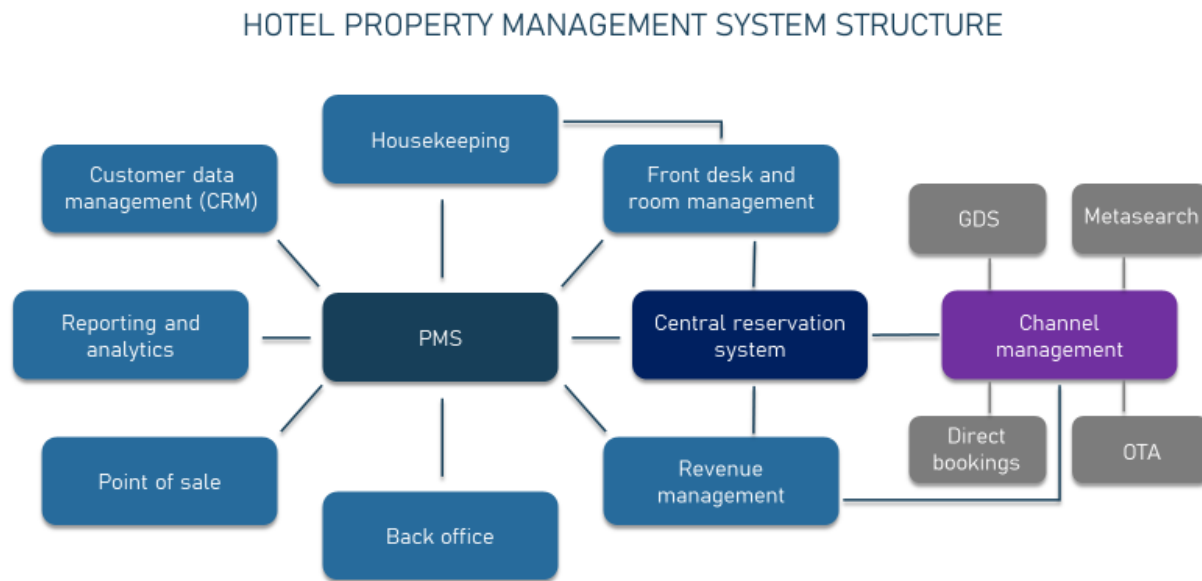 HOTEL PROPERTY MANAGEMENT SYSTEM STRUCTURE
Housekeeping
Customer data
management (CRM)
Front desk and
room management
GDS
Metasearch
Reporting and
analytics
PMS
Central reservation
system
Channel
management
Point of sale
Back office
Revenue
management
Direct
bookings
OTA